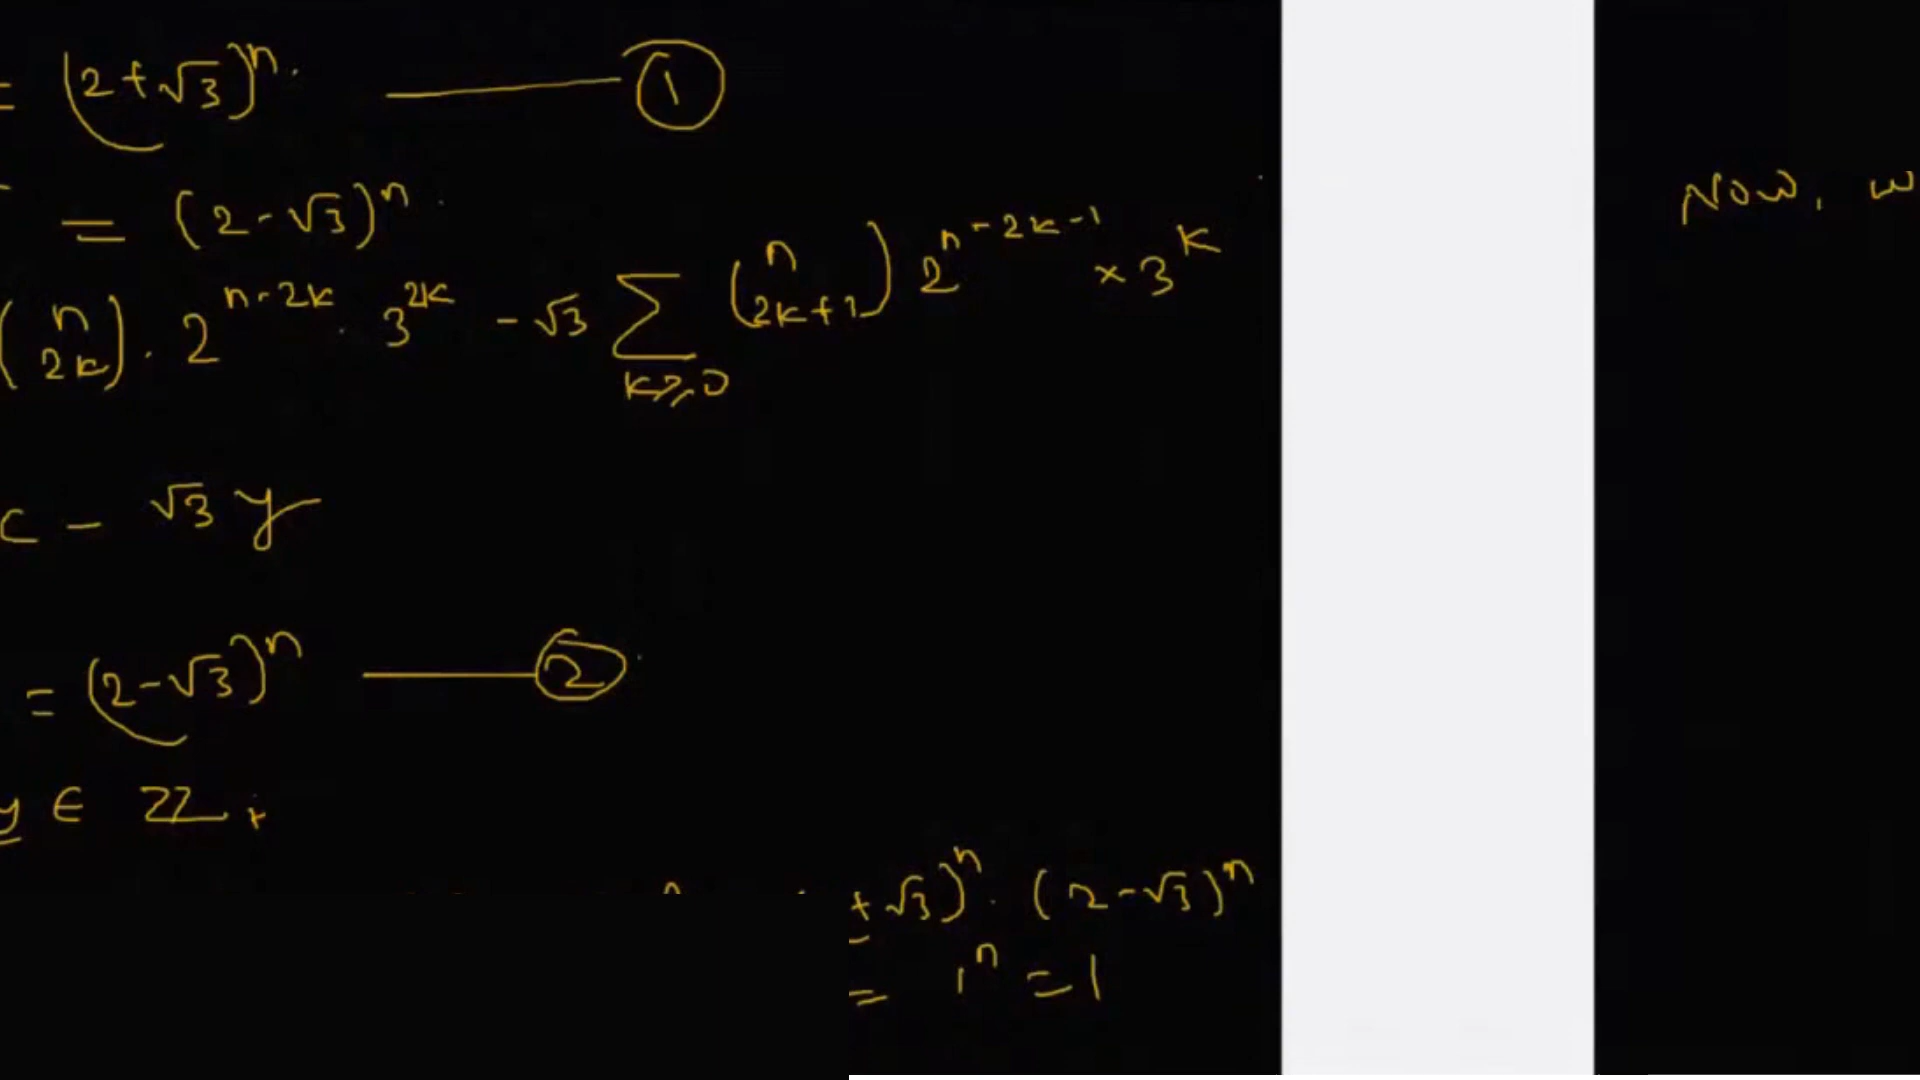 = (2+√3)^n. ——— ①
= (2-√3)^n.
(n 2k). 2^{n-2k}. 3^{2k} - √3 ∑_{k≥0} (n 2k+1) 2^{n-2k-1} × 3^k
- √3 y
= (2-√3)^n ——— ②
y ∈ ℤ.
+ √3)^n. (2-√3)^n
= 1^n = 1
Now,